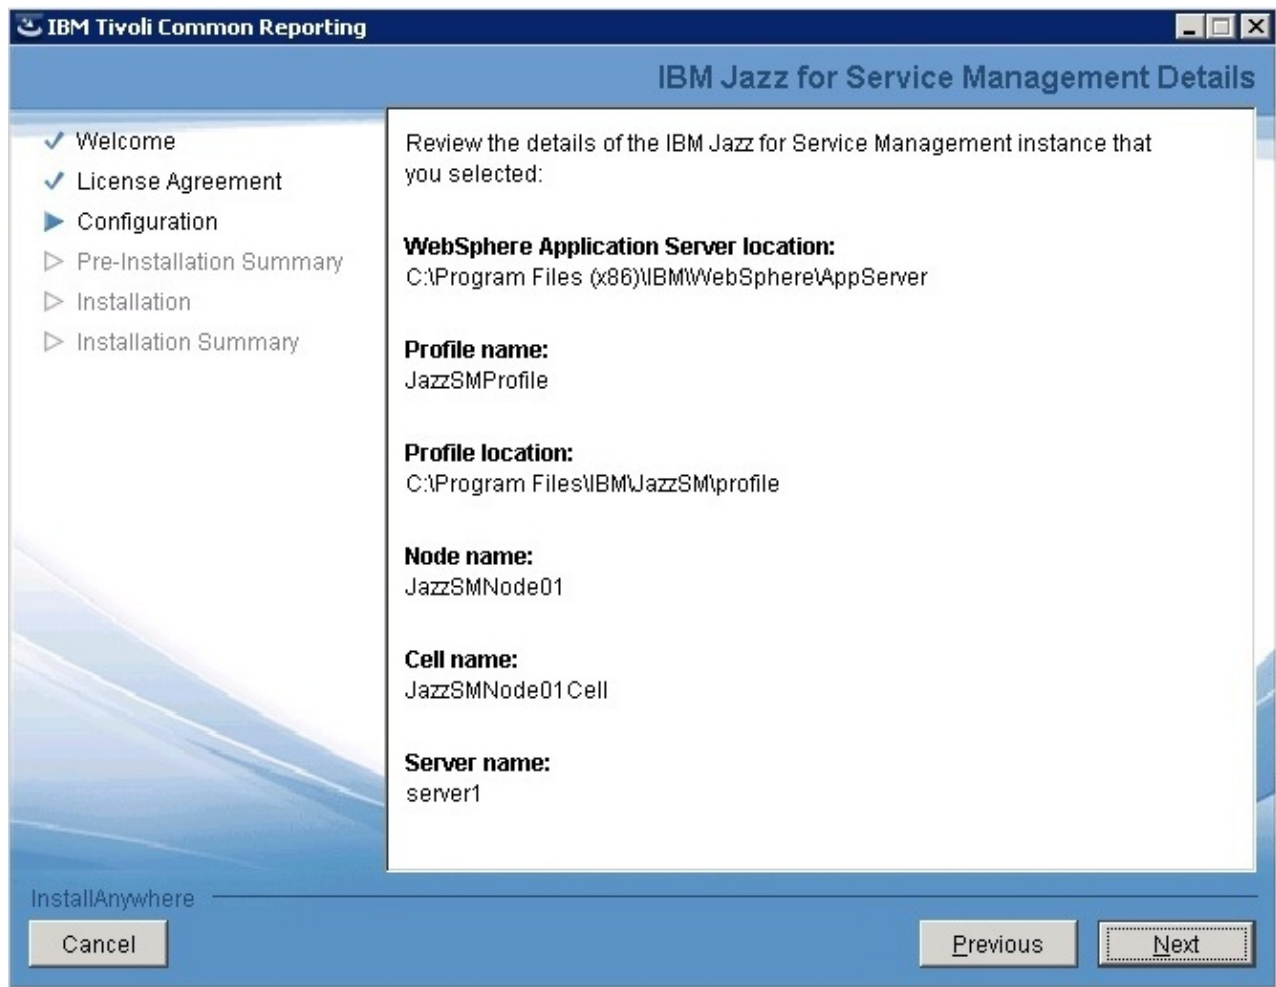 IBM Tivoli Common Reporting
IBM Jazz for Service Management Details
Welcome
License Agreement
Configuration
Pre-Installation Summary
Installation
Installation Summary
Review the details of the IBM Jazz for Service Management instance that
you selected:
WebSphere Application Server location:
C:\Program Files (x86)\IBM\WebSphere\AppServer
Profile name:
JazzSMProfile
Profile location:
C:\Program Files\IBM\JazzSM\profile
Node name:
JazzSMNode01
Cell name:
JazzSMNode01Cell
Server name:
server1
InstallAnywhere
Cancel
Previous
Next